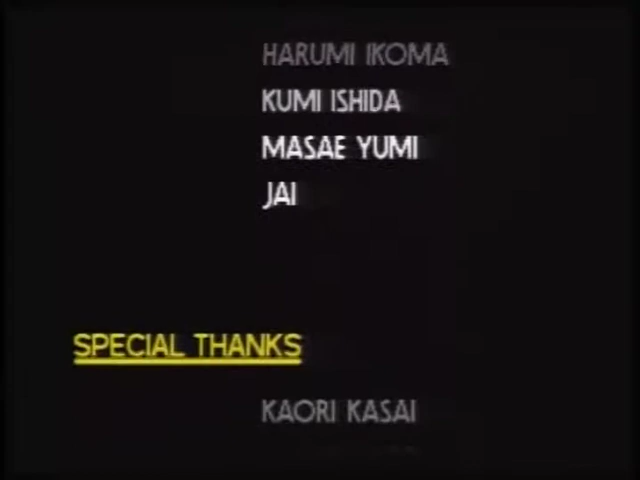 HARUMI IKOMA
KUMI ISHIDA
MASAE YUMI
JAI
SPECIAL THANKS
KAORI KASAI